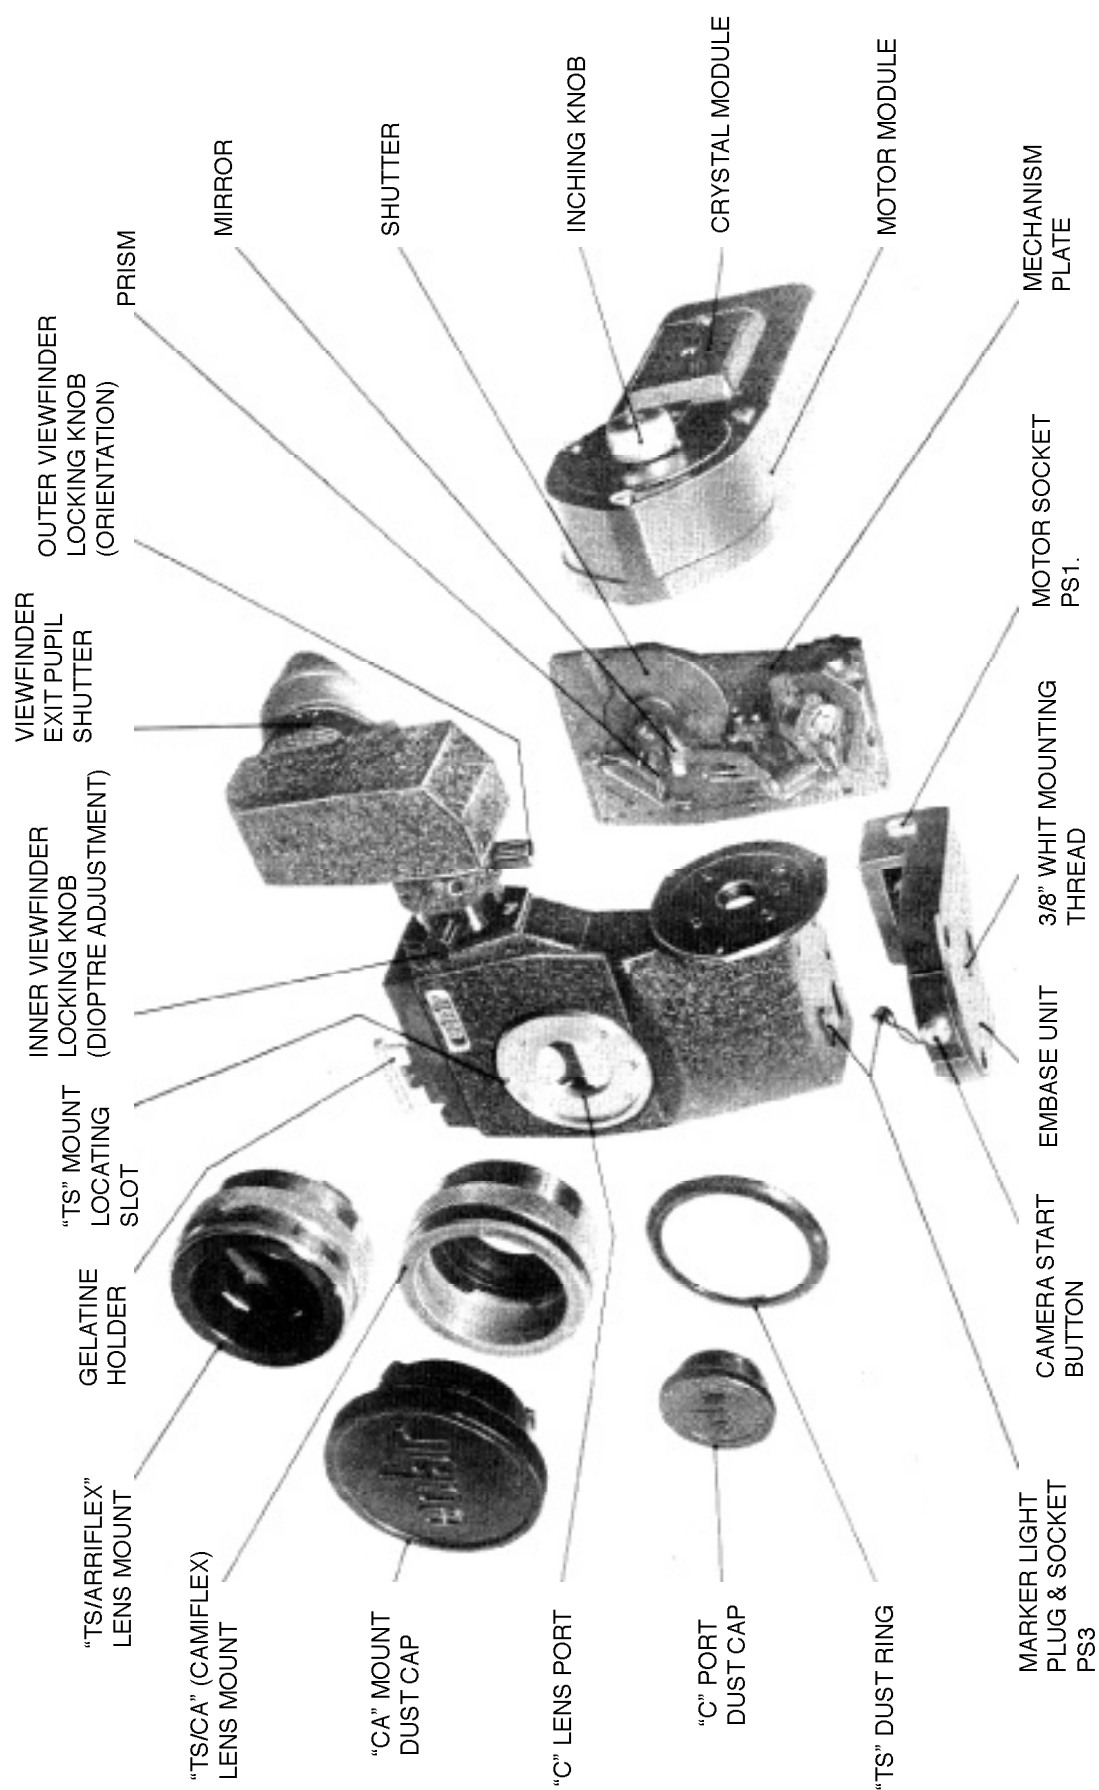 “TS/ARRIFLEX”
LENS MOUNT
GELATINE
HOLDER
“TS” MOUNT
LOCATING
SLOT
INNER VIEWFINDER
LOCKING KNOB
(DIOPTRE ADJUSTMENT)
VIEWFINDER
EXIT PUPIL
SHUTTER
OUTER VIEWFINDER
LOCKING KNOB
(ORIENTATION)
PRISM
MIRROR
SHUTTER
INCHING KNOB
CRYSTAL MODULE
MOTOR MODULE
MECHANISM
PLATE
“TS/CA” (CAMIFLEX)
LENS MOUNT
“CA” MOUNT
DUST CAP
eclair
“C” LENS PORT
“C” PORT
DUST CAP
“TS” DUST RING
MARKER LIGHT
PLUG & SOCKET
PS3
CAMERA START
BUTTON
EMBASE UNIT
3/8” WHIT MOUNTING
THREAD
MOTOR SOCKET
PS1.